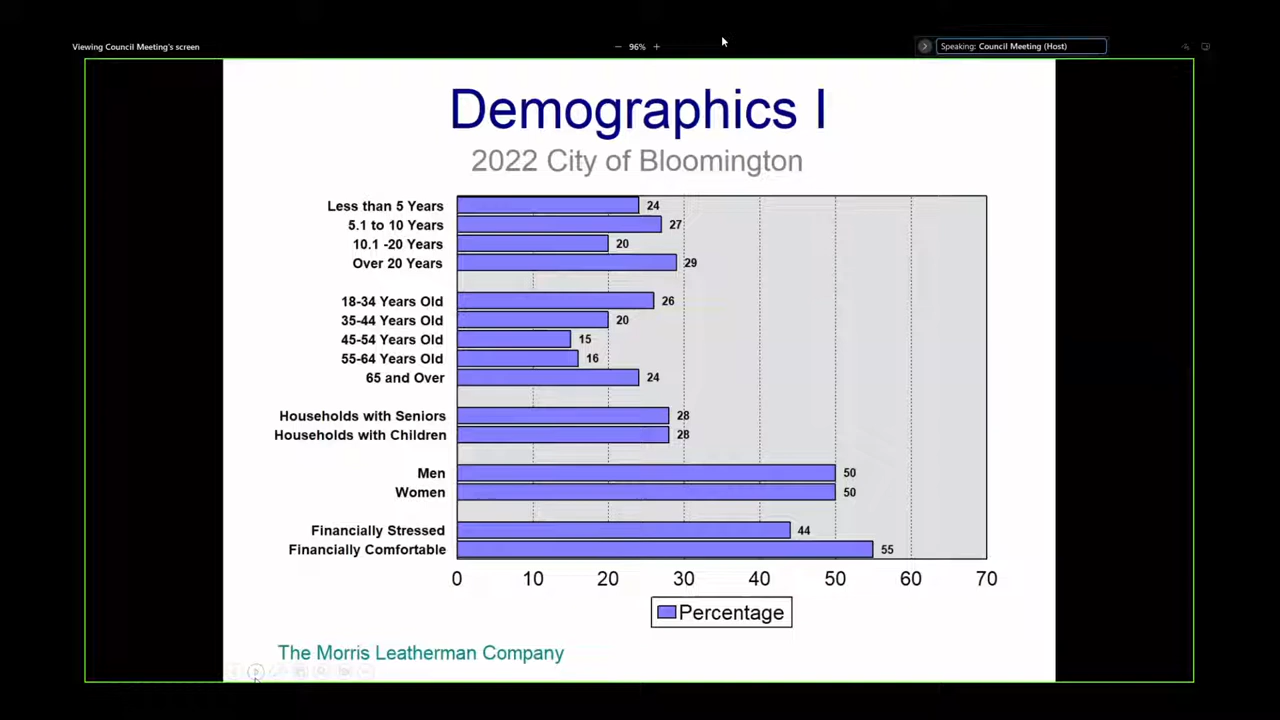 Viewing Council Meeting's screen
96%
Speaking: Council Meeting (Host)
Demographics I
2022 City of Bloomington
Less than 5 Years 24
5.1 to 10 Years 27
10.1 -20 Years 20
Over 20 Years 29
18-34 Years Old 26
35-44 Years Old 20
45-54 Years Old 15
55-64 Years Old 16
65 and Over 24
Households with Seniors 28
Households with Children 28
Men 50
Women 50
Financially Stressed 44
Financially Comfortable 55
0 10 20 30 40 50 60 70
Percentage
The Morris Leatherman Company